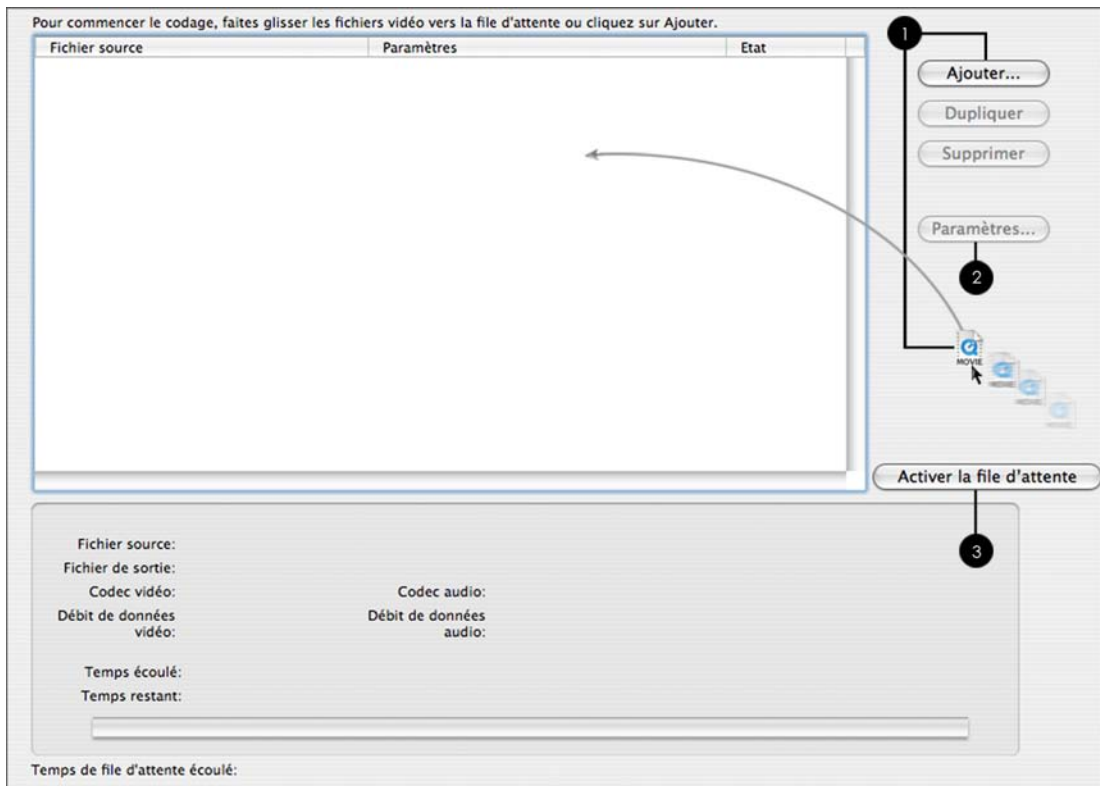 Pour commencer le codage, faites glisser les fichiers vidéo vers la file d'attente ou cliquez sur Ajouter.
Fichier source
Paramètres
Etat
1
Ajouter...
Dupliquer
Supprimer
Paramètres...
2
MOVIE
MOVIE
MOVIE
MOVIE
Activer la file d'attente
3
Fichier source:
Fichier de sortie:
Codec vidéo:
Codec audio:
Débit de données
vidéo:
Débit de données
audio:
Temps écoulé:
Temps restant:
Temps de file d'attente écoulé: